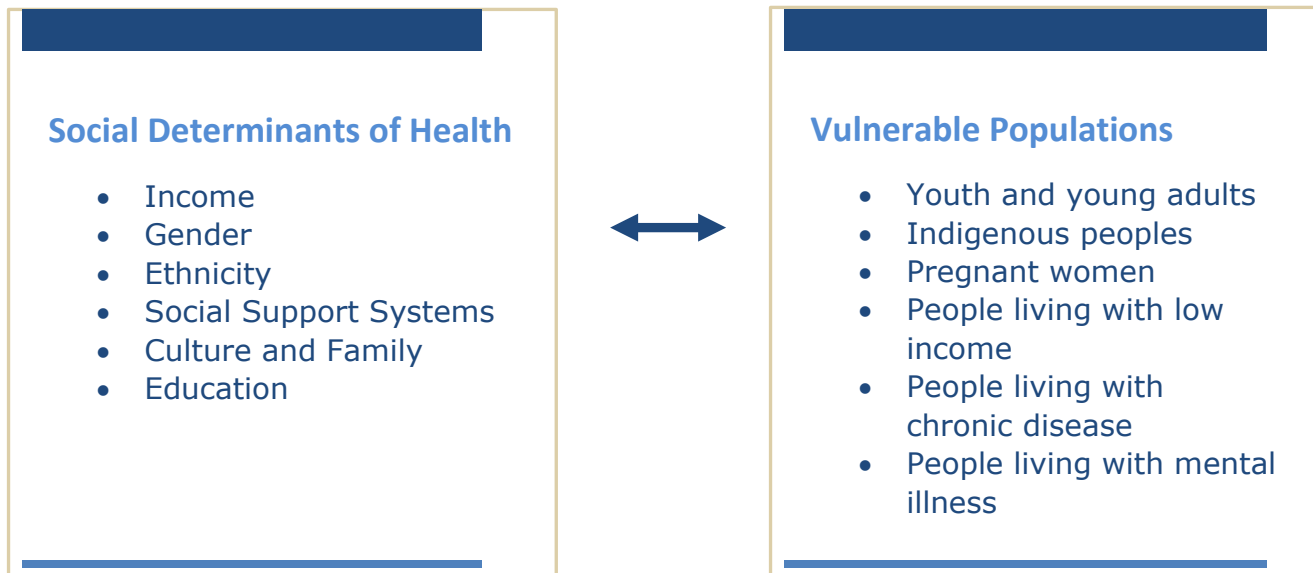 Social Determinants of Health
• Income
• Gender
• Ethnicity
• Social Support Systems
• Culture and Family
• Education
Vulnerable Populations
• Youth and young adults
• Indigenous peoples
• Pregnant women
• People living with low
income
• People living with
chronic disease
• People living with mental
illness